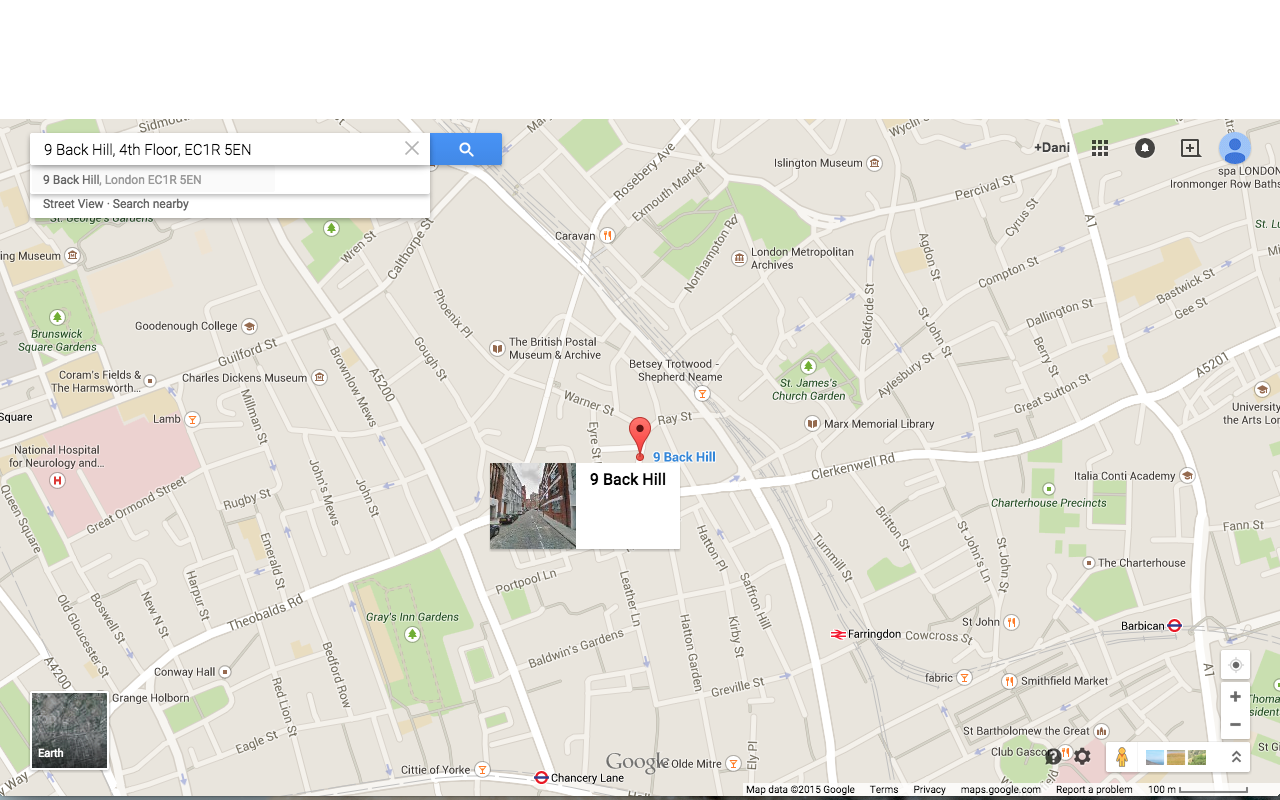 Sidmou
9 Back Hill, 4th Floor, EC1R 5EN
9 Back Hill, London EC1R 5EN
Street View · Search nearby
St. George's Gardens
+Dani
Rosebery Ave
Exmouth Market
Islington Museum
Percival St
spa LONDON
Ironmonger Row Baths
Wren St
Calthorpe St
Caravan
Northampton Rd
London Metropolitan
Archives
Agdon St
Cyrus St
A1
St. Lu
ing Museum
Compton St
Bastwick St
Gee St
Phoenix Pl
Sekforde St
St. John St
Dallington St
Brunswick
Square Gardens
Goodenough College
Guilford St
Gough St
The British Postal
Museum & Archive
Betsey Trotwood -
Shepherd Neame
Berry St
A5201
Coram's Fields &
The Harmsworth...
Charles Dickens Museum
Brownlow Mews
A5200
St. James's
Church Garden
Aylesbury St
Great Sutton St
Square
Lamb
Millman St
Warner St
Ray St
Eyre St
Marx Memorial Library
University
the Arts Lon
National Hospital
for Neurology and...
9 Back Hill
9 Back Hill
Clerkenwell Rd
Italia Conti Academy
John's Mews
John St
Queen Square
Rugby St
Great Ormond Street
Charterhouse Precincts
Emerald St
Hatton Pl
Turnmill St
Britton St
St John's Ln
St John St
Fann St
Portpool Ln
Leather Ln
Saffron Hill
The Charterhouse
Old Gloucester St
Boswell St
New N St
Harpur St
Theobalds Rd
Gray's Inn Gardens
Hatton Garden
Kirby St
St John
Barbican
Farringdon
Cowcross St
Baldwin's Gardens
A4200
Conway Hall
Bedford Row
Red Lion St
Greville St
fabric
Smithfield Market
A1
Grange Holborn
Earth
Eagle St
Ely Pl
St Bartholomew the Great
Club Gasco
Google
Olde Mitre
Way
Cittie of Yorke
Chancery Lane
Map data ©2015 Google
Terms
Privacy
maps.google.com
Report a problem
100 m